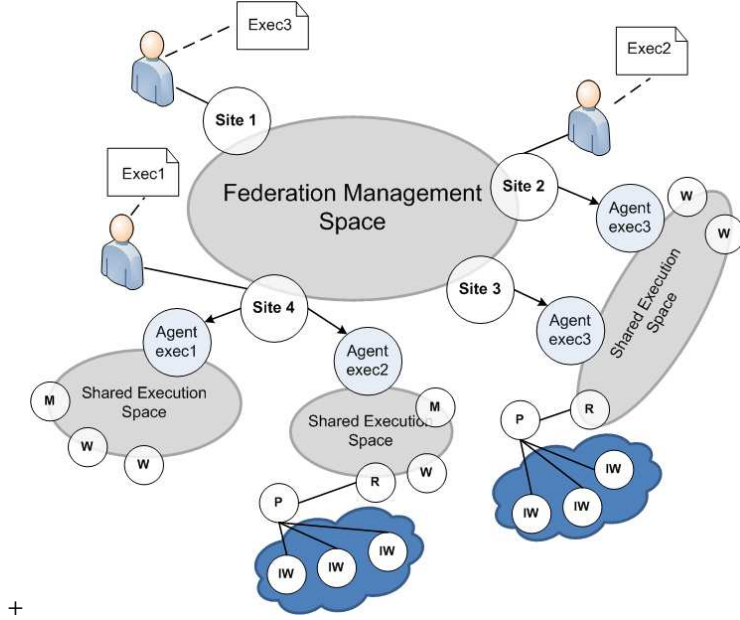 Exec3
Exec2
Site 1
Exec1
Federation Management
Space
Site 2
Agent
exec3
W
W
Shared Execution
Space
Site 3
Agent
exec3
Site 4
Agent
exec1
Agent
exec2
Shared Execution
Space
M
W
W
Shared Execution
Space
M
W
R
P
IW
IW
IW
R
P
IW
IW
IW
+